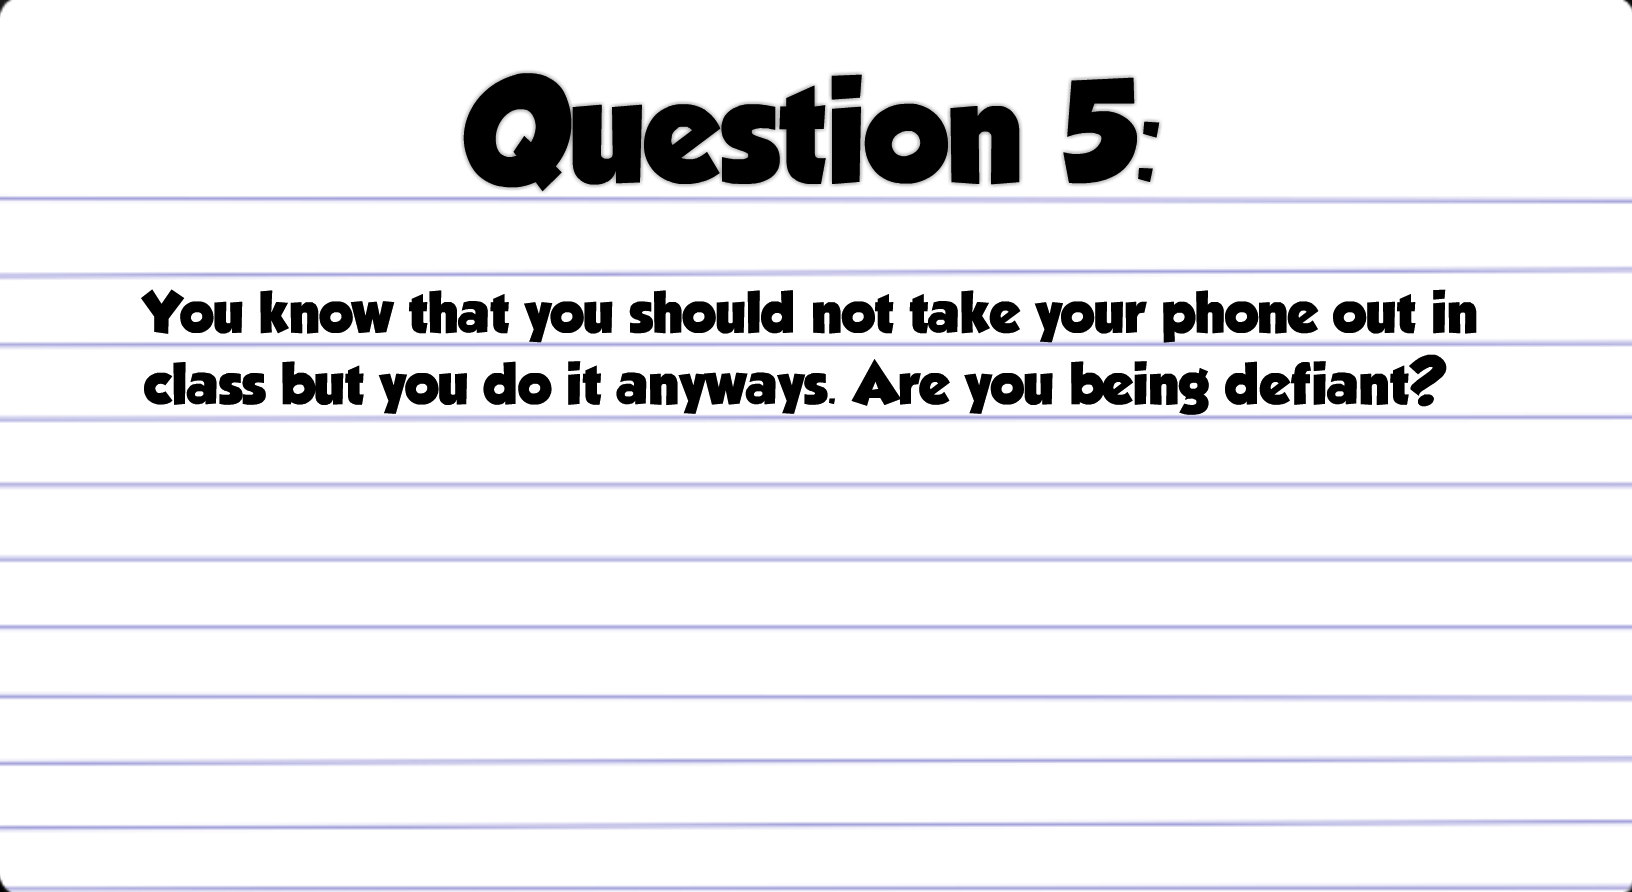 Question 5:
You know that you should not take your phone out in
class but you do it anyways. Are you being defiant?